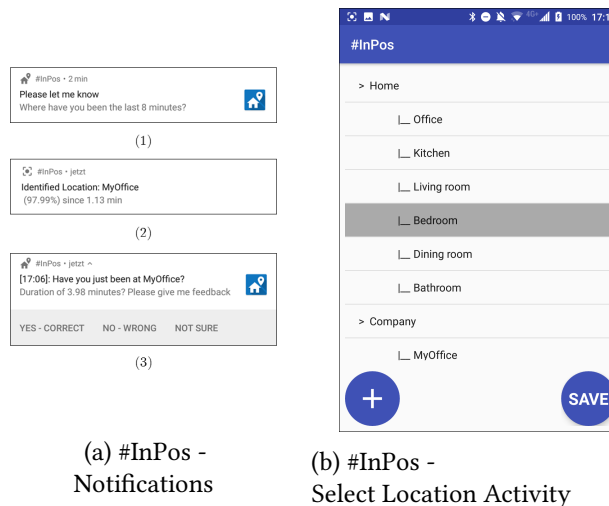 #InPos • 2 min
Please let me know
Where have you been the last 8 minutes?
(1)
#InPos • jetzt
Identified Location: MyOffice
(97.99%) since 1.13 min
(2)
#InPos • jetzt
[17:06]: Have you just been at MyOffice?
Duration of 3.98 minutes? Please give me feedback
YES - CORRECT NO - WRONG NOT SURE
(3)
(a) #InPos -
Notifications
4G 100% 17:1
#InPos
> Home
|__ Office
|__ Kitchen
|__ Living room
|__ Bedroom
|__ Dining room
|__ Bathroom
> Company
|__ MyOffice
+ SAVE
(b) #InPos -
Select Location Activity